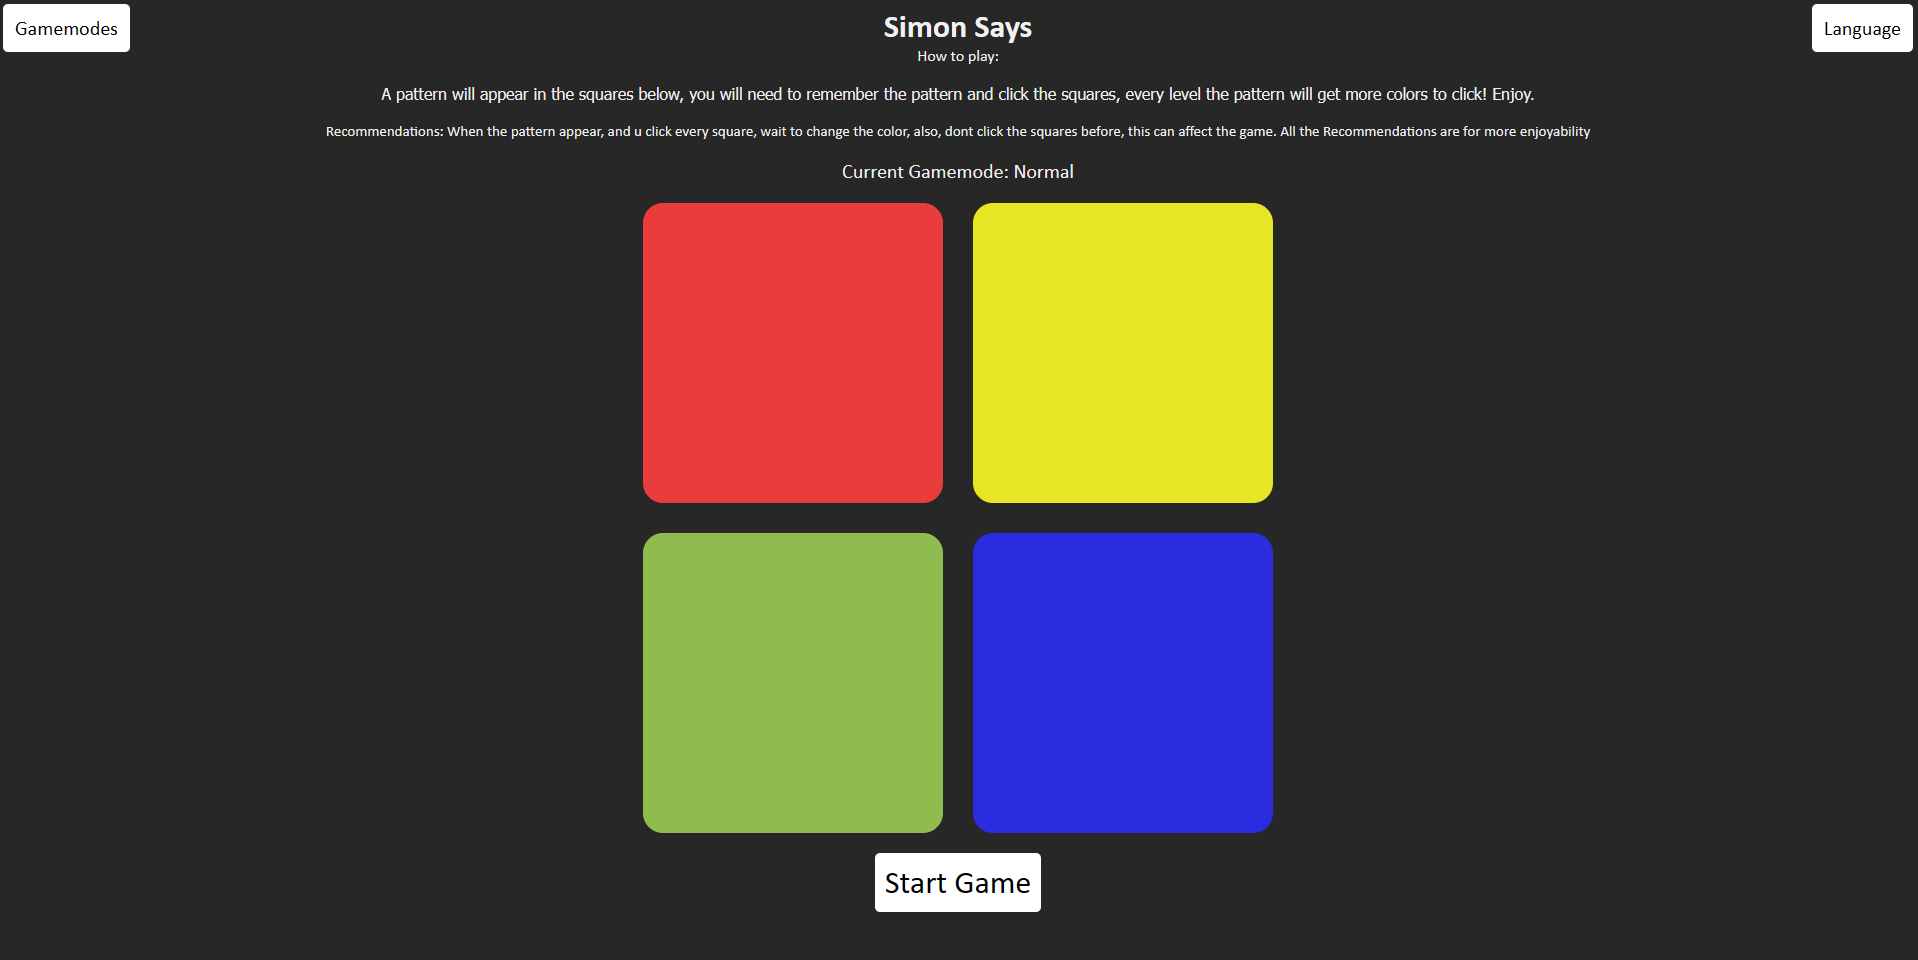 Gamemodes
Simon Says
Language
How to play:
A pattern will appear in the squares below, you will need to remember the pattern and click the squares, every level the pattern will get more colors to click! Enjoy.
Recommendations: When the pattern appear, and u click every square, wait to change the color, also, dont click the squares before, this can affect the game. All the Recommendations are for more enjoyability
Current Gamemode: Normal
Start Game